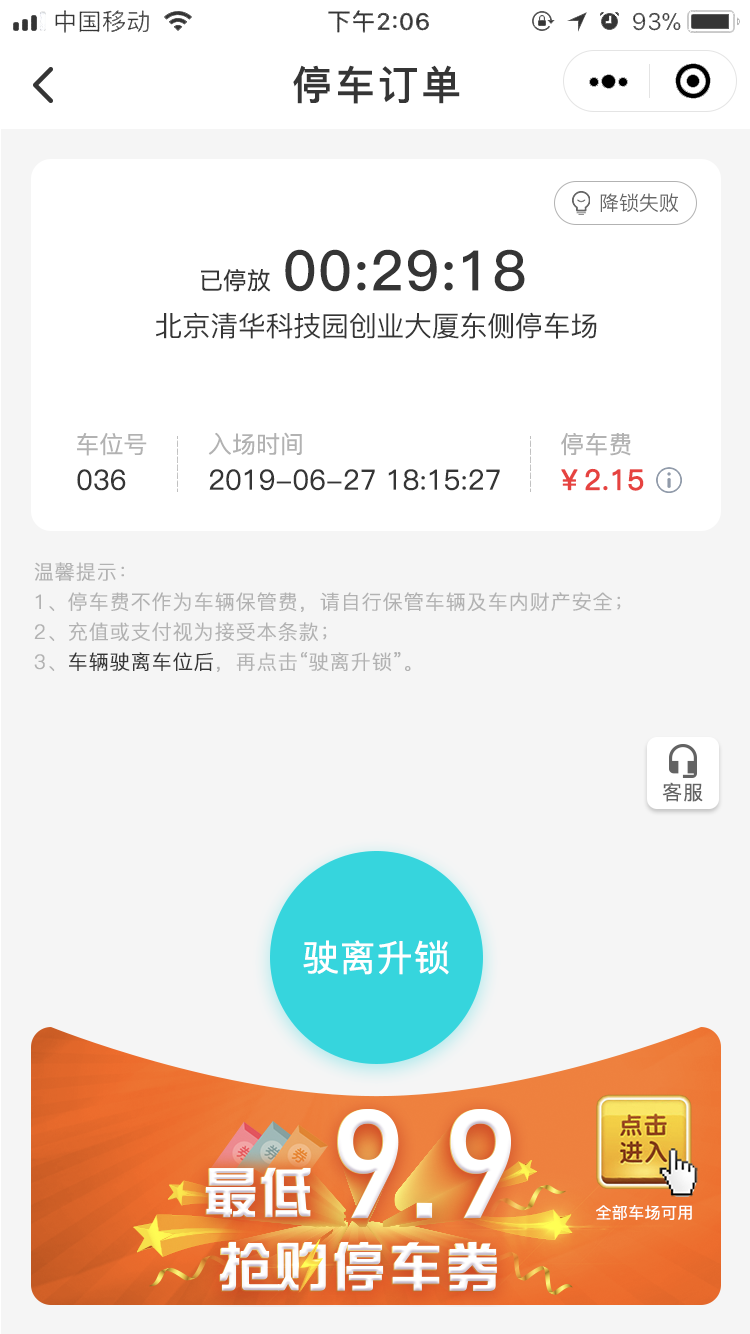 中国移动 下午2:06 93%
停车订单
降锁失败
已停放 00:29:18
北京清华科技园创业大厦东侧停车场
车位号 入场时间 停车费
036 2019-06-27 18:15:27 ¥2.15
温馨提示：
1、停车费不作为车辆保管费，请自行保管车辆及车内财产安全；
2、充值或支付视为接受本条款；
3、车辆驶离车位后，再点击“驶离升锁”。
客服
驶离升锁
券 券 券
最低 9.9
抢购停车券
点击
进入
全部车场可用